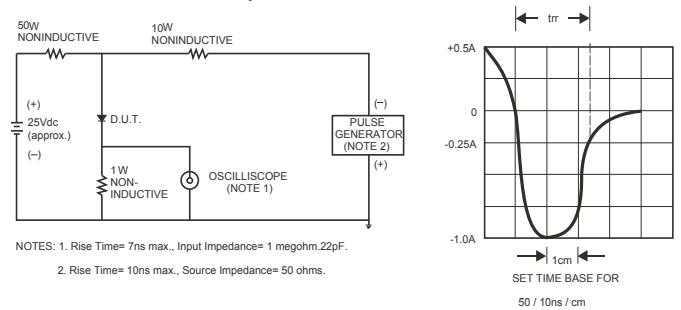 50W
NONINDUCTIVE
10W
NONINDUCTIVE
(+)
25Vdc
(approx.)
(–)
D.U.T.
1W
NON-
INDUCTIVE
OSCILLISCOPE
(NOTE 1)
(–)
PULSE
GENERATOR
(NOTE 2)
(+)
NOTES: 1. Rise Time= 7ns max., Input Impedance= 1 megohm.22pF.
2. Rise Time= 10ns max., Source Impedance= 50 ohms.
trr
+0.5A
0
-0.25A
-1.0A
1cm
SET TIME BASE FOR
50 / 10ns / cm